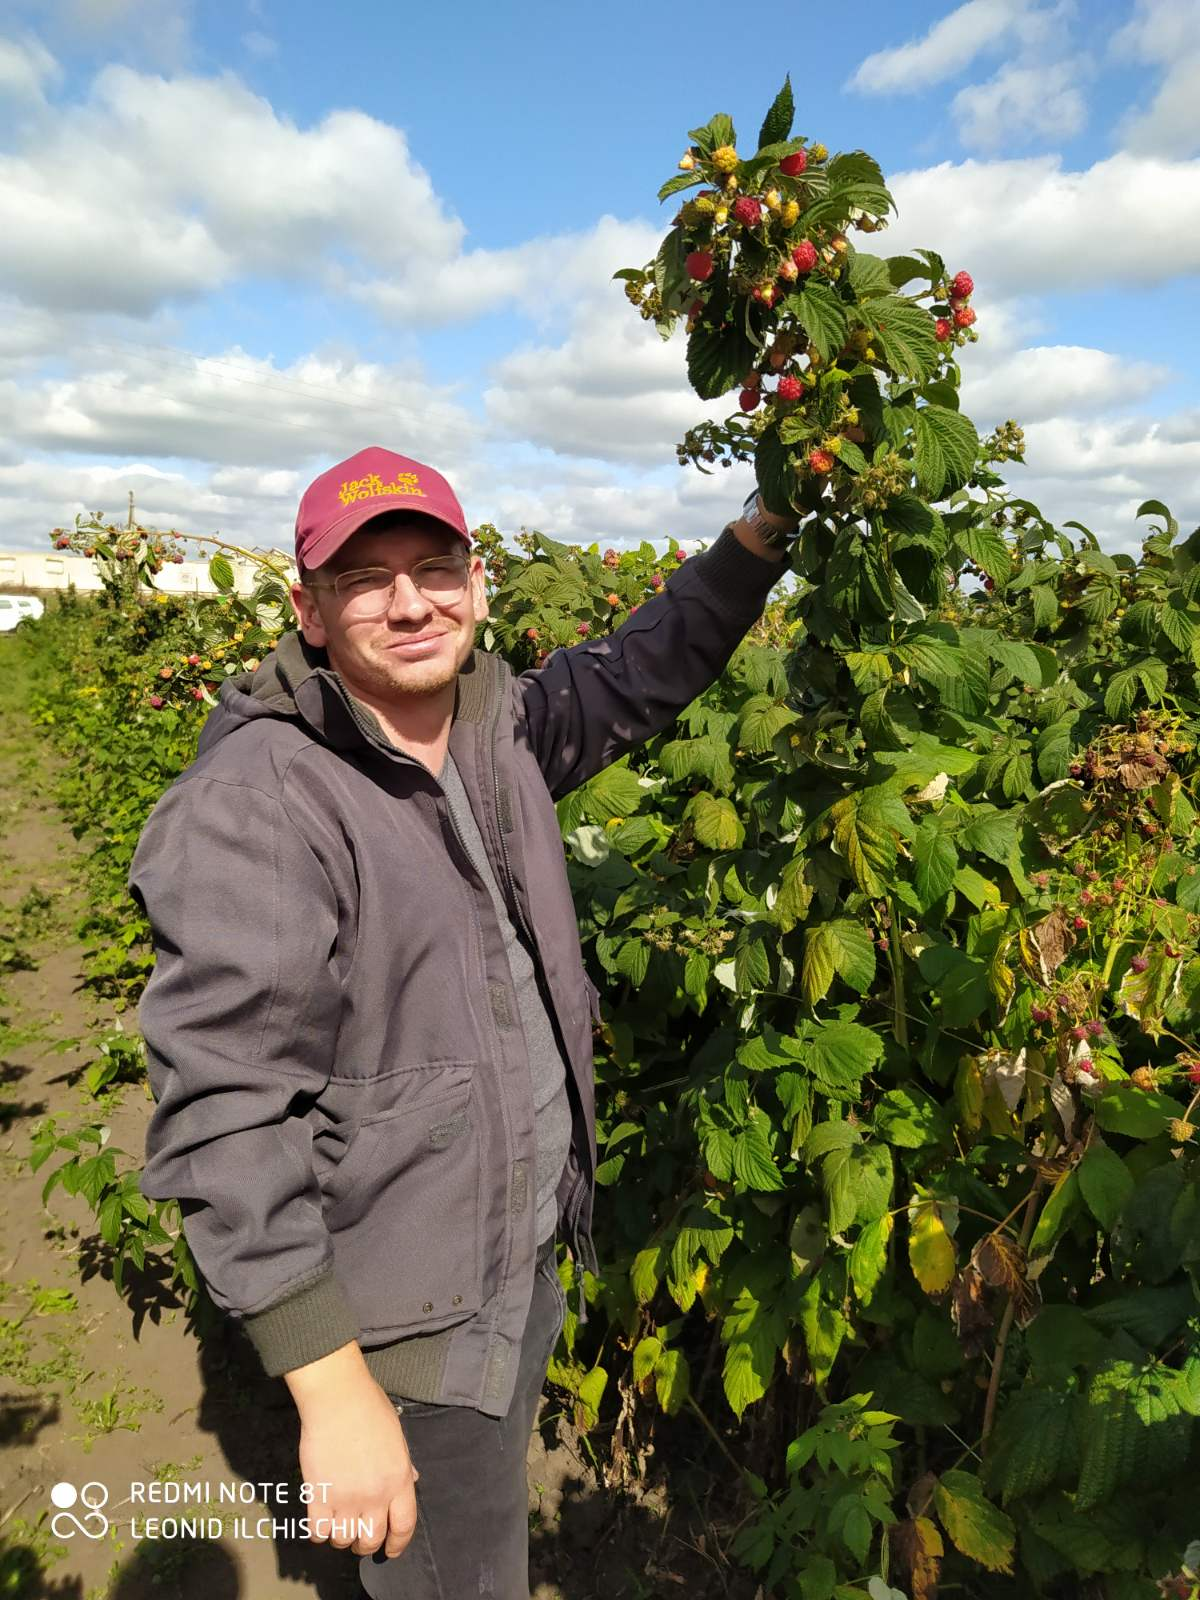 Jack
Wolfskin
REDMI NOTE 8T
LEONID ILCHISCHIN